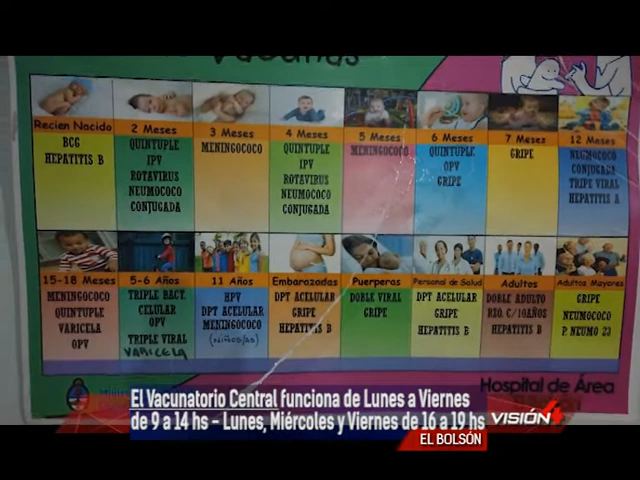 Vacunas
Recien Nacido
BCG
HEPATITIS B
2 Meses
QUINTUPLE
IPV
ROTAVIRUS
NEUMOCOCO
CONJUGADA
3 Meses
MENINGOCOCO
4 Meses
QUINTUPLE
IPV
ROTAVIRUS
NEUMOCOCO
CONJUGADA
5 Meses
MENINGOCOCO
6 Meses
QUINTUPLE
OPV
GRIPE
7 Meses
GRIPE
12 Meses
NEUMOCOCO
CONJUGADA
TRIPE VIRAL
HEPATITIS A
15-18 Meses
MENINGOCOCO
QUINTUPLE
VARICELA
OPV
5-6 Años
TRIPLE BACT.
CELULAR
OPV
TRIPLE VIRAL
VARICELA
11 Años
HPV
DPT ACELULAR
MENINGOCOCO
(NIÑOS/AS)
Embarazadas
DPT ACELULAR
GRIPE
HEPATITIS B
Puerperas
DOBLE VIRAL
GRIPE
Personal de Salud
DPT ACELULAR
GRIPE
HEPATITIS B
Adultos
DOBLE ADULTO
REO. C/10AÑOS
HEPATITIS B
Adultos Mayores
GRIPE
NEUMOCOCO
P. NEUMO 23
Hospital de Área
El Vacunatorio Central funciona de Lunes a Viernes
de 9 a 14 hs – Lunes, Miércoles y Viernes de 16 a 19 hs
VISIÓN 4
EL BOLSÓN